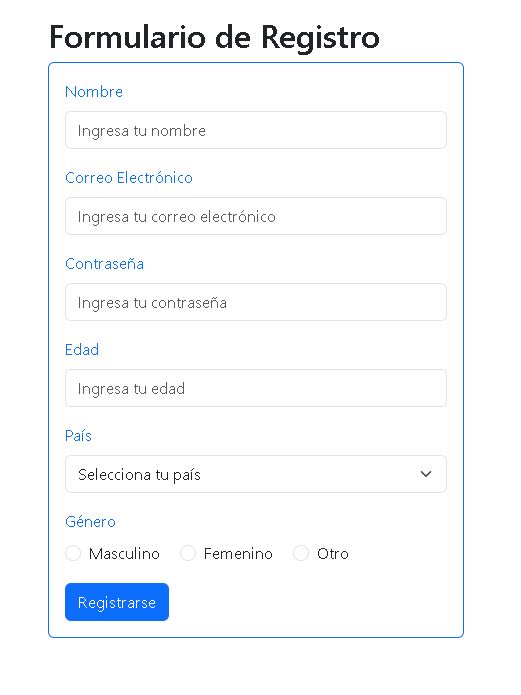 Formulario de Registro
Nombre
Ingresa tu nombre
Correo Electrónico
Ingresa tu correo electrónico
Contraseña
Ingresa tu contraseña
Edad
Ingresa tu edad
País
Selecciona tu país
Género
Masculino Femenino Otro
Registrarse